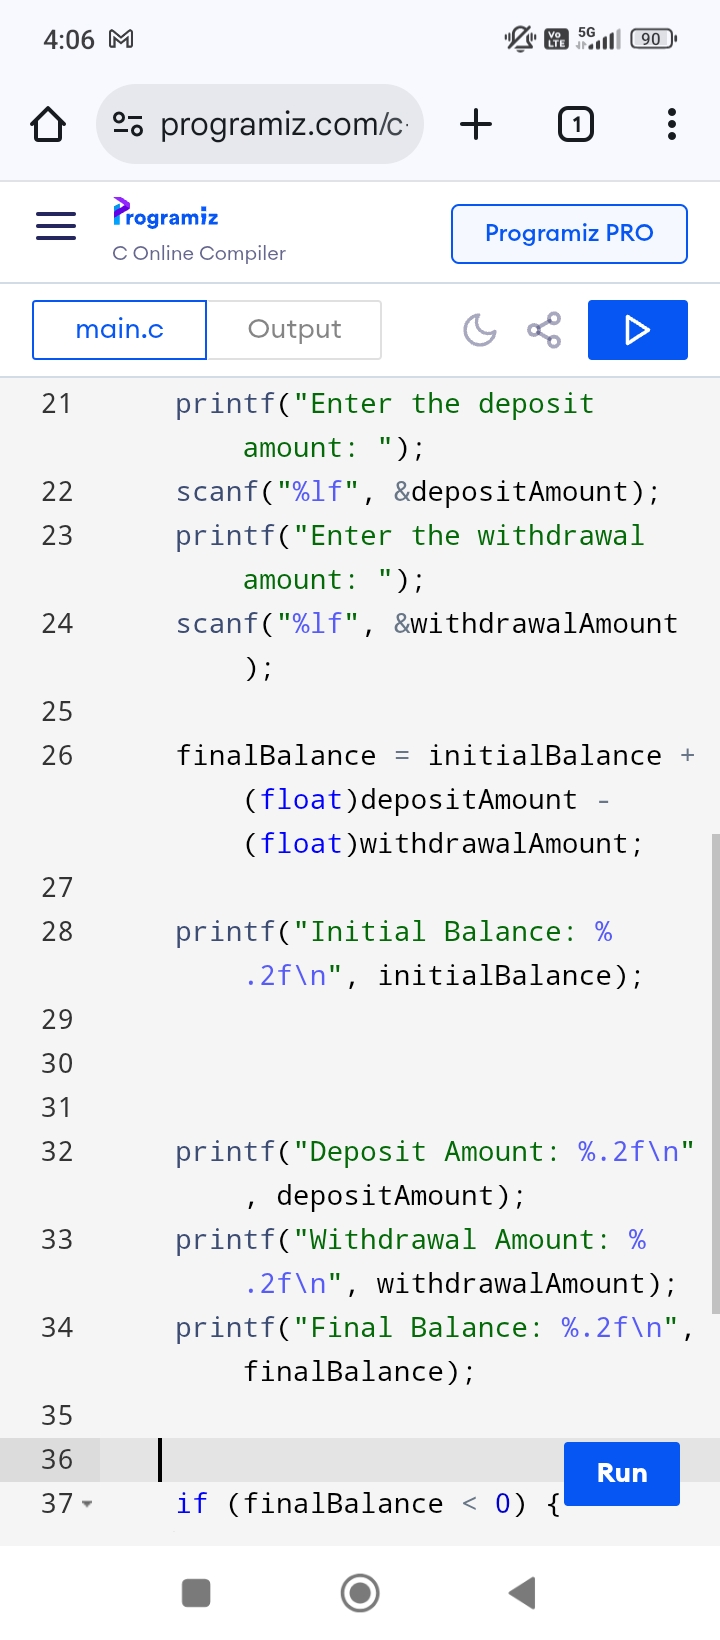 4:06
Vo LTE 5G 90
programiz.com/c
1
Programiz
C Online Compiler
Programiz PRO
main.c
Output
21 printf("Enter the deposit
amount: ");
22 scanf("%lf", &depositAmount);
23 printf("Enter the withdrawal
amount: ");
24 scanf("%lf", &withdrawalAmount
);
25
26 finalBalance = initialBalance +
(float)depositAmount -
(float)withdrawalAmount;
27
28 printf("Initial Balance: %
.2f\n", initialBalance);
29
30
31
32 printf("Deposit Amount: %.2f\n"
, depositAmount);
33 printf("Withdrawal Amount: %
.2f\n", withdrawalAmount);
34 printf("Final Balance: %.2f\n",
finalBalance);
35
36
Run
37 if (finalBalance < 0) {